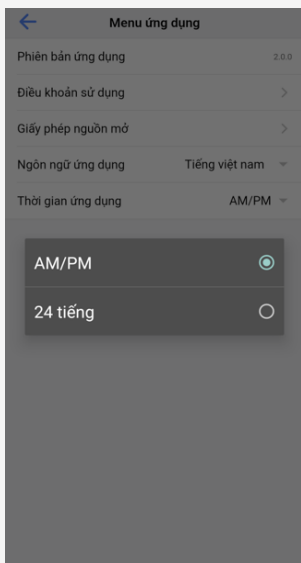 Menu ứng dụng
Phiên bản ứng dụng 2.0.0
Điều khoản sử dụng
Giấy phép nguồn mở
Ngôn ngữ ứng dụng Tiếng việt nam
Thời gian ứng dụng AM/PM
AM/PM
24 tiếng